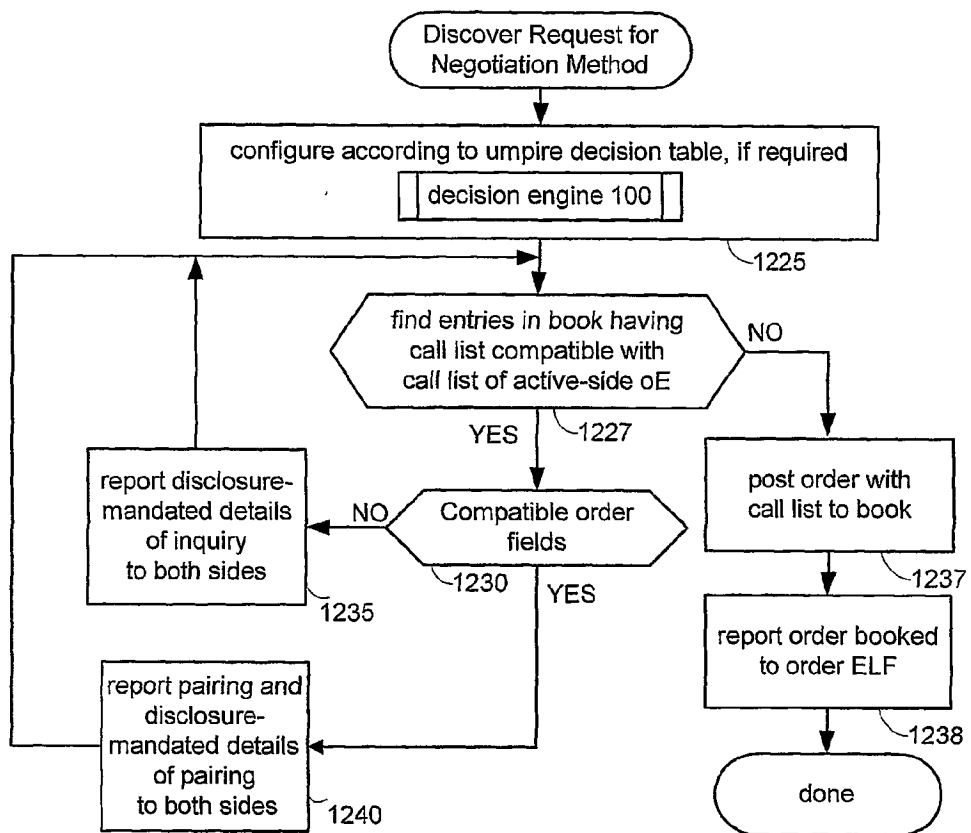 Discover Request for
Negotiation Method
configure according to umpire decision table, if required
decision engine 100
1225
find entries in book having
call list compatible with
call list of active-side oE
NO
1227
YES
report disclosure-
mandated details
of inquiry
to both sides
1235
NO
Compatible order
fields
1230
YES
post order with
call list to book
1237
report order booked
to order ELF
1238
report pairing and
disclosure-
mandated details
of pairing
to both sides
1240
done